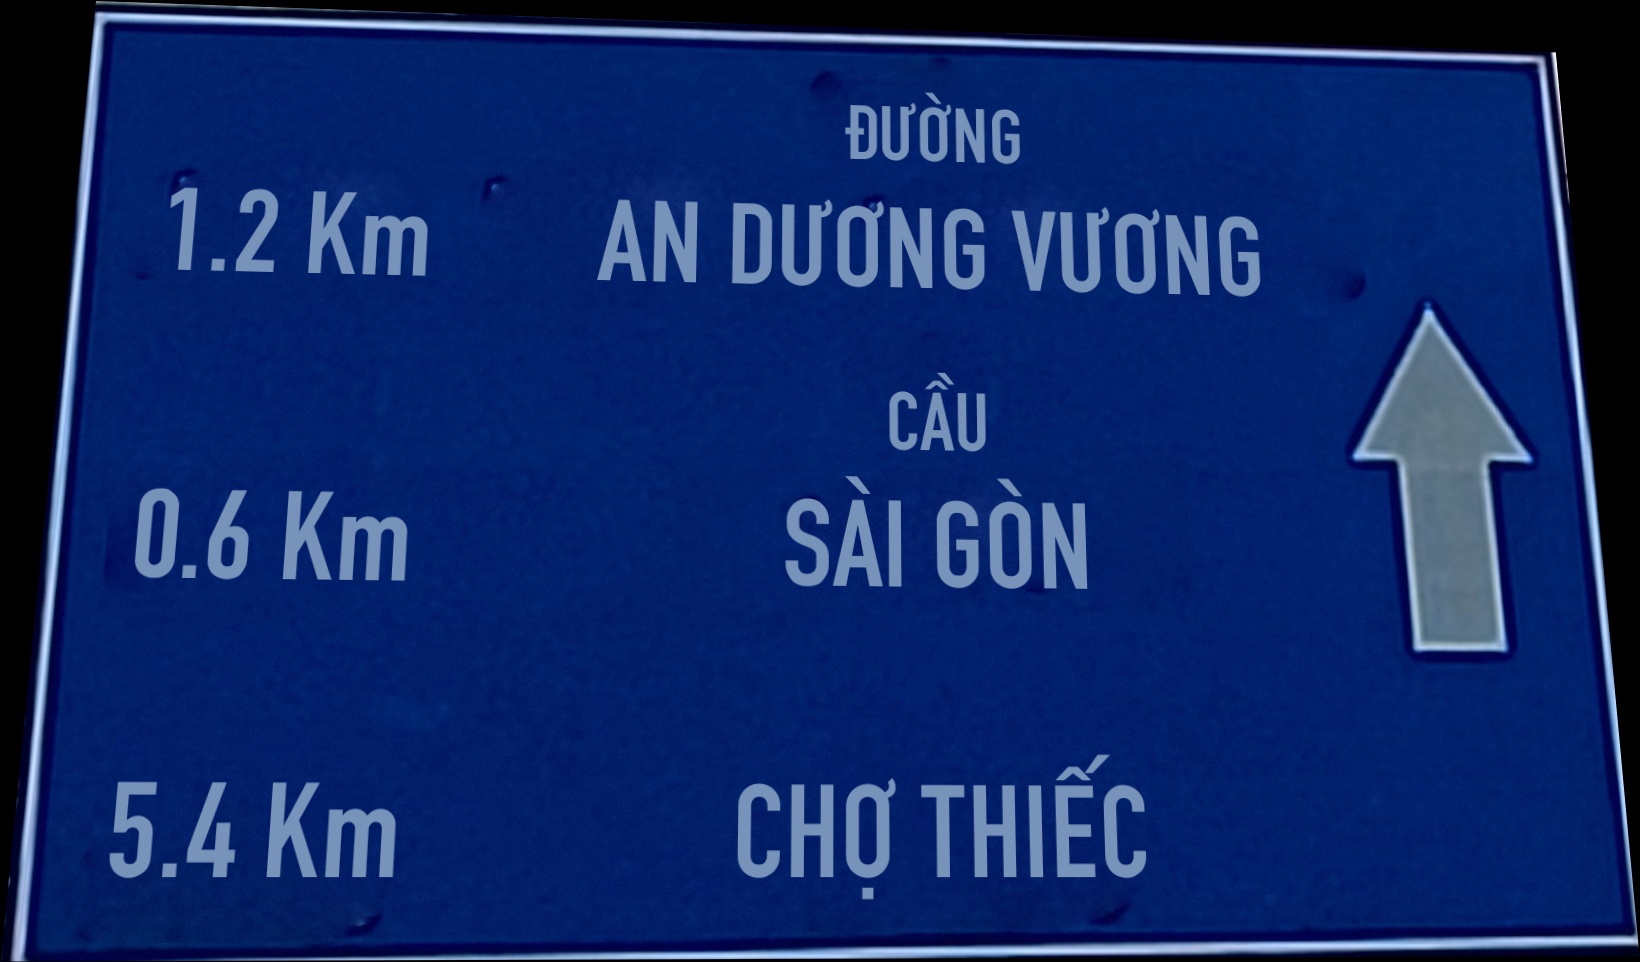 ĐƯỜNG
1.2 Km AN DƯƠNG VƯƠNG
CẦU
0.6 Km SÀI GÒN
5.4 Km CHỢ THIẾC